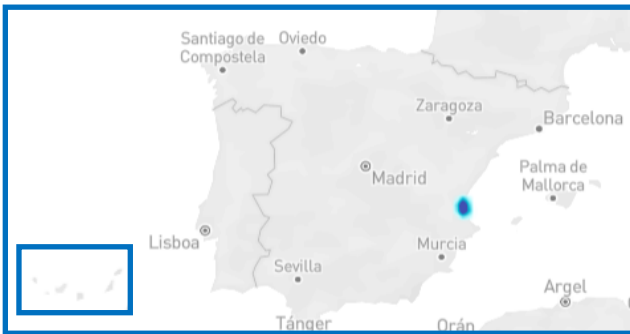 Santiago de
Compostela
Oviedo
Zaragoza
Barcelona
Madrid
Palma de
Mallorca
Lisboa
Murcia
Sevilla
Argel
Tánger
Orán